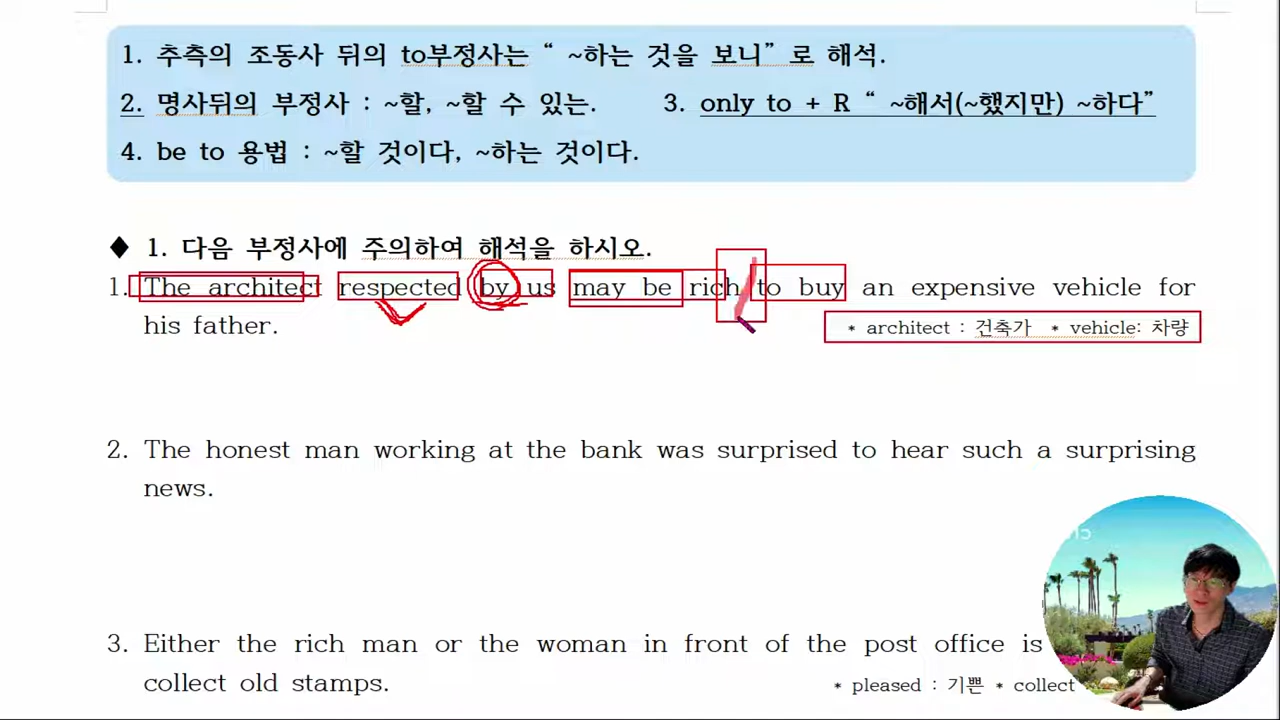 1. 추측의 조동사 뒤의 to부정사는 “ ~하는 것을 보니” 로 해석.
2. 명사뒤의 부정사 : ~할, ~할 수 있는. 3. only to + R “ ~해서(~했지만) ~하다”
4. be to 용법 : ~할 것이다, ~하는 것이다.
◆ 1. 다음 부정사에 주의하여 해석을 하시오.
1. The architect respected by us may be rich to buy an expensive vehicle for
his father. * architect : 건축가 * vehicle: 차량
2. The honest man working at the bank was surprised to hear such a surprising
news.
3. Either the rich man or the woman in front of the post office is
collect old stamps. * pleased : 기쁜 * collect